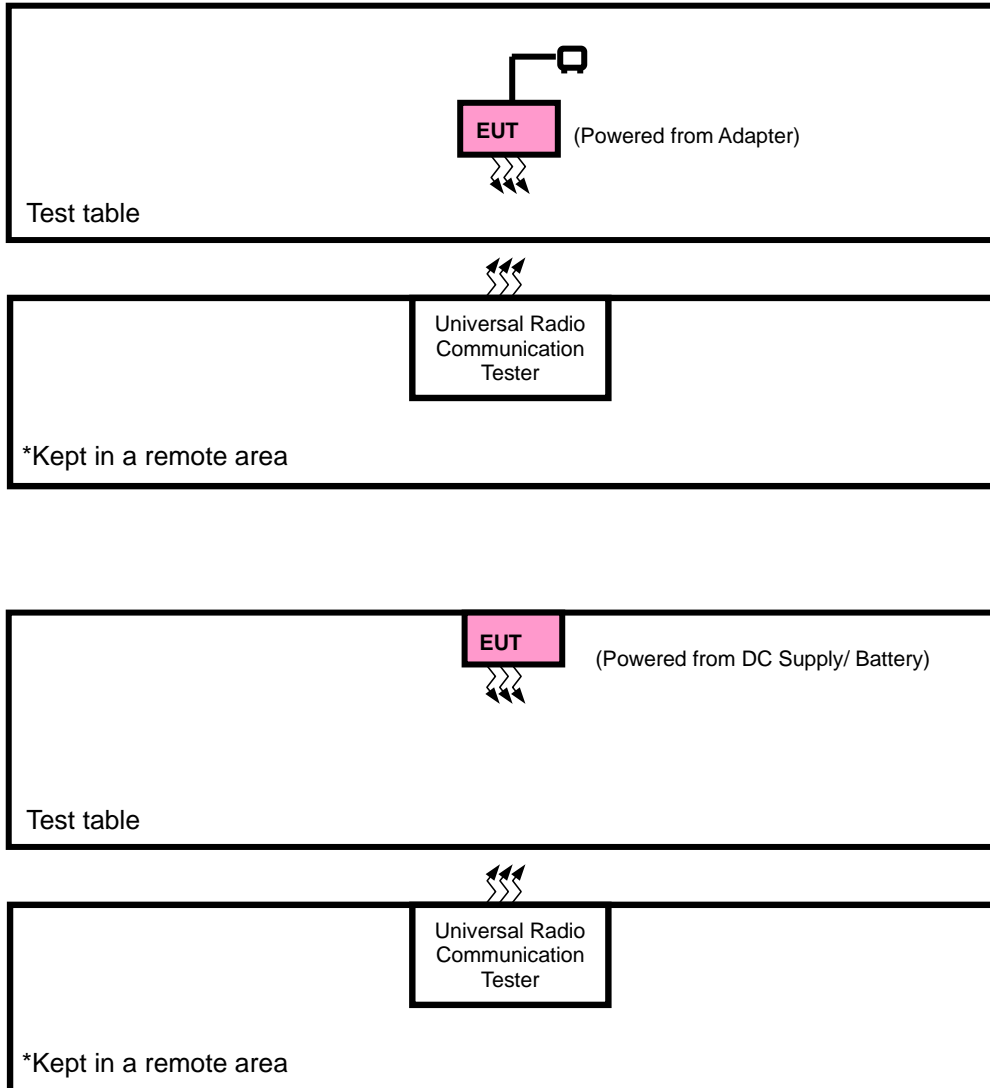 EUT
(Powered from Adapter)
Test table
Universal Radio
Communication
Tester
*Kept in a remote area
EUT
(Powered from DC Supply/ Battery)
Test table
Universal Radio
Communication
Tester
*Kept in a remote area